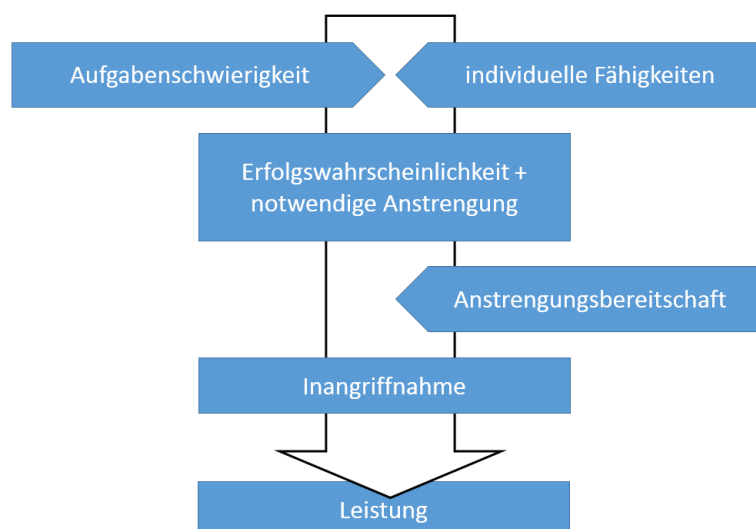 Aufgabenschwierigkeit
individuelle Fähigkeiten
Erfolgswahrscheinlichkeit +
notwendige Anstrengung
Anstrengungsbereitschaft
Inangriffnahme
Leistung